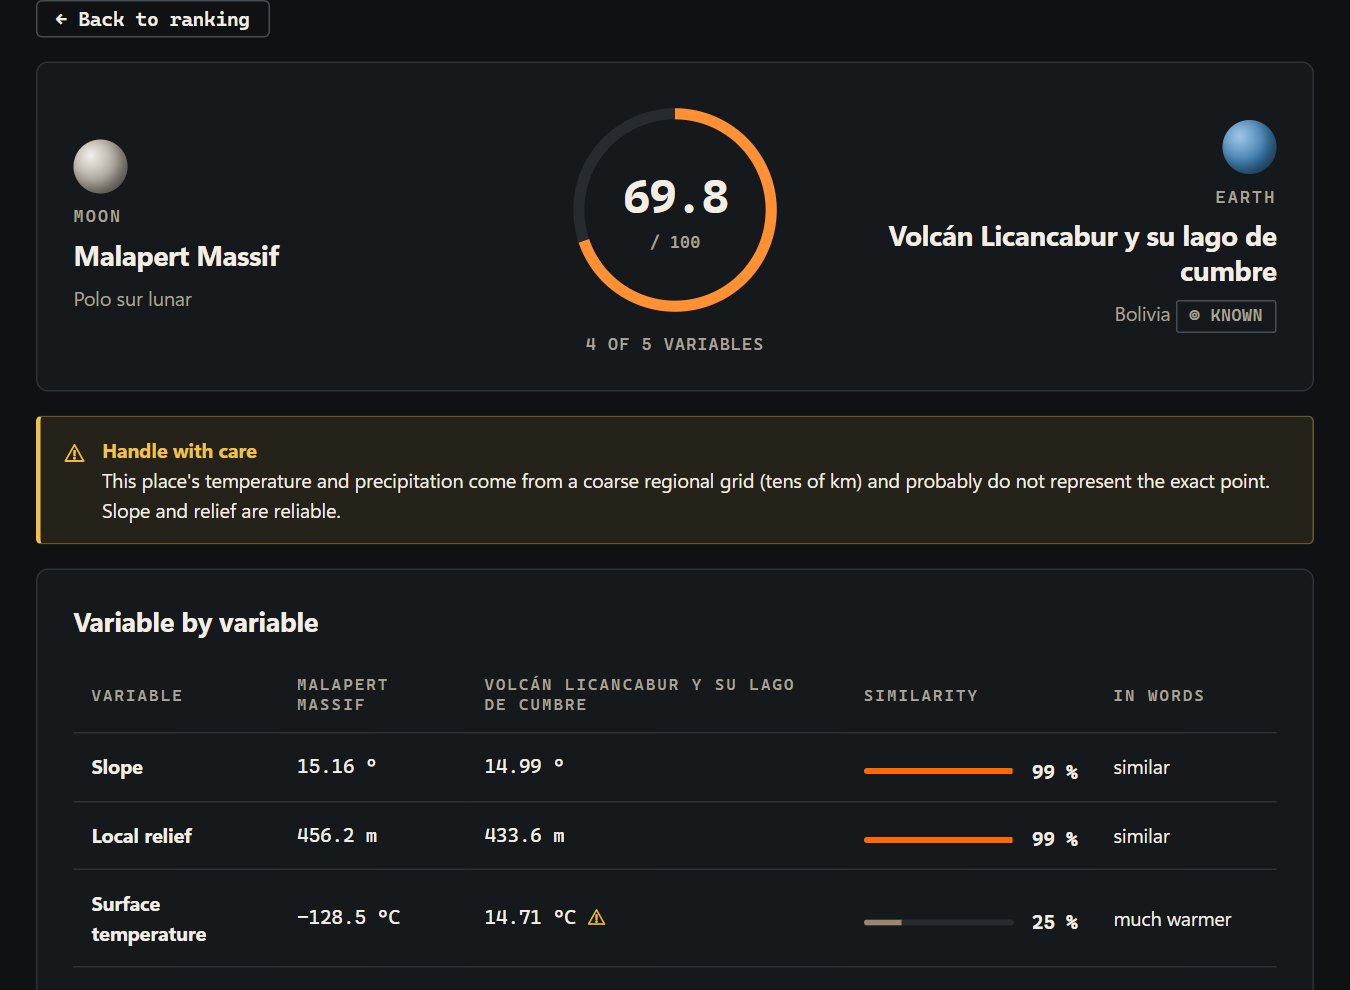 ← Back to ranking
MOON
Malapert Massif
Polo sur lunar
69.8
/ 100
4 OF 5 VARIABLES
EARTH
Volcán Licancabur y su lago de
cumbre
Bolivia ⊚ KNOWN
⚠ Handle with care
This place's temperature and precipitation come from a coarse regional grid (tens of km) and probably do not represent the exact point.
Slope and relief are reliable.
Variable by variable
VARIABLE
MALAPERT
MASSIF
VOLCÁN LICANCABUR Y SU LAGO
DE CUMBRE
SIMILARITY
IN WORDS
Slope 15.16 º 14.99 º 99 % similar
Local relief 456.2 m 433.6 m 99 % similar
Surface
temperature
−128.5 ºC 14.71 ºC ⚠ 25 % much warmer